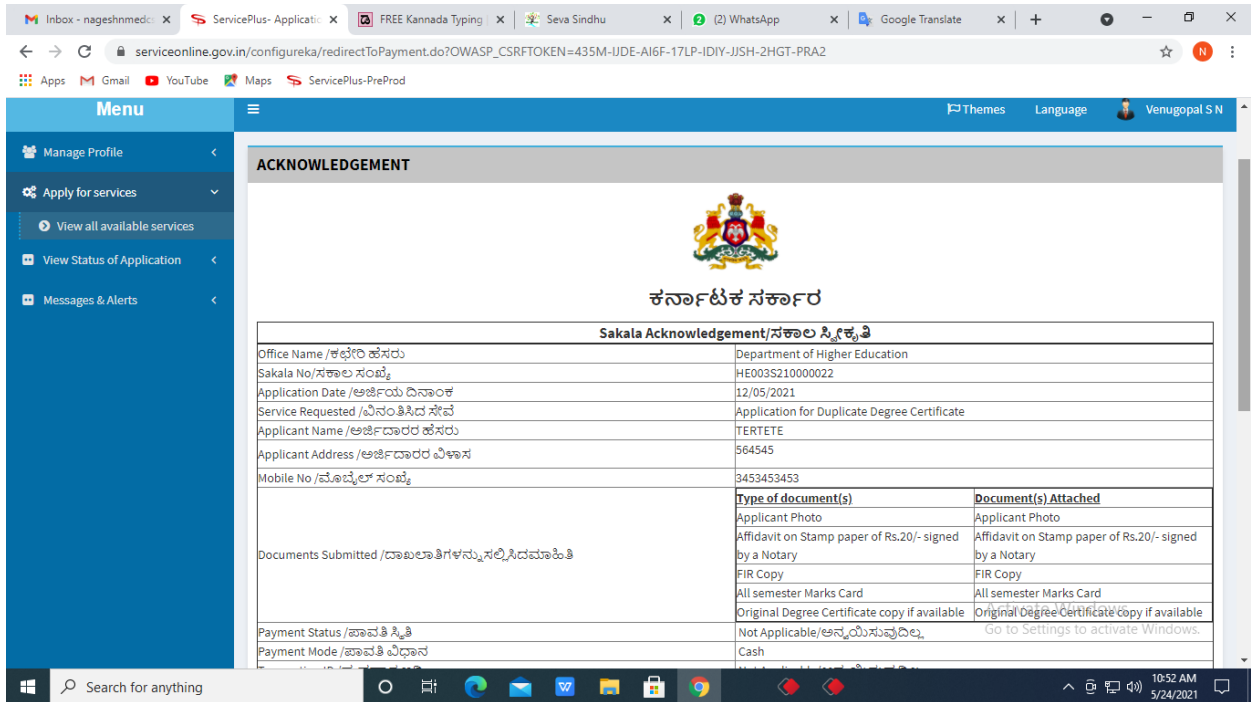 Inbox - nageshnmedc ServicePlus- Applicatio FREE Kannada Typing Seva Sindhu (2) WhatsApp Google Translate
serviceonline.gov.in/configureka/redirectToPayment.do?OWASP_CSRFTOKEN=435M-IJDE-AI6F-17LP-IDIY-JJSH-2HGT-PRA2 N
Apps Gmail YouTube Maps ServicePlus-PreProd
Menu Themes Language Venugopal S N
Manage Profile
Apply for services
View all available services
View Status of Application
Messages & Alerts
ACKNOWLEDGEMENT
ಕರ್ನಾಟಕ ಸರ್ಕಾರ
Sakala Acknowledgement/ಸಕಾಲ ಸ್ವೀಕೃತಿ
Office Name /ಕಛೇರಿ ಹೆಸರು Department of Higher Education
Sakala No/ಸಕಾಲ ಸಂಖ್ಯೆ HE003S210000022
Application Date /ಅರ್ಜಿಯ ದಿನಾಂಕ 12/05/2021
Service Requested /ವಿನಂತಿಸಿದ ಸೇವೆ Application for Duplicate Degree Certificate
Applicant Name /ಅರ್ಜಿದಾರರ ಹೆಸರು TERTETE
Applicant Address /ಅರ್ಜಿದಾರರ ವಿಳಾಸ 564545
Mobile No /ಮೊಬೈಲ್ ಸಂಖ್ಯೆ 3453453453
Documents Submitted /ದಾಖಲಾತಿಗಳನ್ನು ಸಲ್ಲಿಸಿದಮಾಹಿತಿ
Type of document(s) Document(s) Attached
Applicant Photo Applicant Photo
Affidavit on Stamp paper of Rs.20/- signed Affidavit on Stamp paper of Rs.20/- signed
by a Notary by a Notary
FIR Copy FIR Copy
All semester Marks Card All semester Marks Card
Original Degree Certificate copy if available Original Degree Certificate copy if available
Payment Status /ಪಾವತಿ ಸ್ಥಿತಿ Not Applicable/ಅನ್ವಯಿಸುವುದಿಲ್ಲ
Payment Mode /ಪಾವತಿ ವಿಧಾನ Cash
Activate Windows
Go to Settings to activate Windows.
Search for anything
10:52 AM
5/24/2021